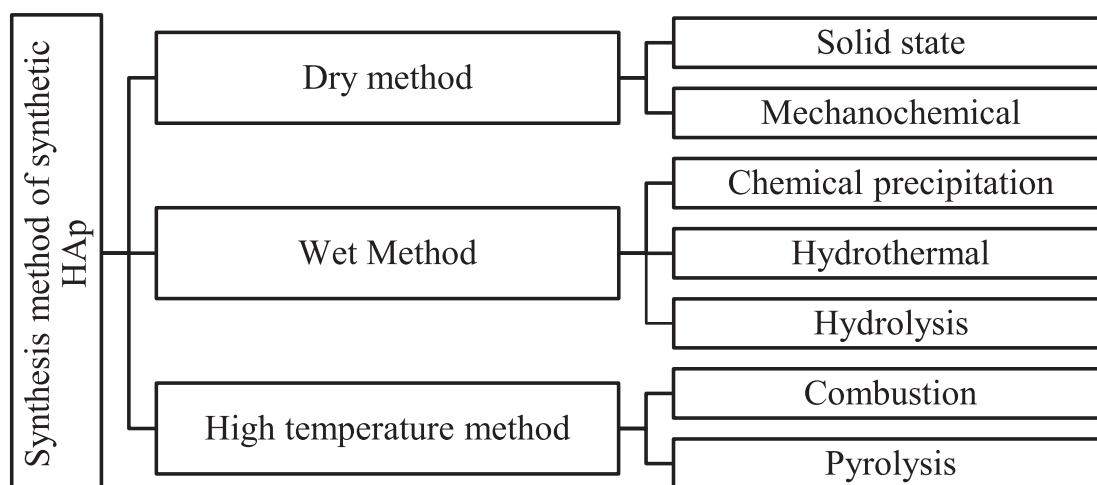 Synthesis method of synthetic
HAp
Dry method
Solid state
Mechanochemical
Wet Method
Chemical precipitation
Hydrothermal
Hydrolysis
High temperature method
Combustion
Pyrolysis